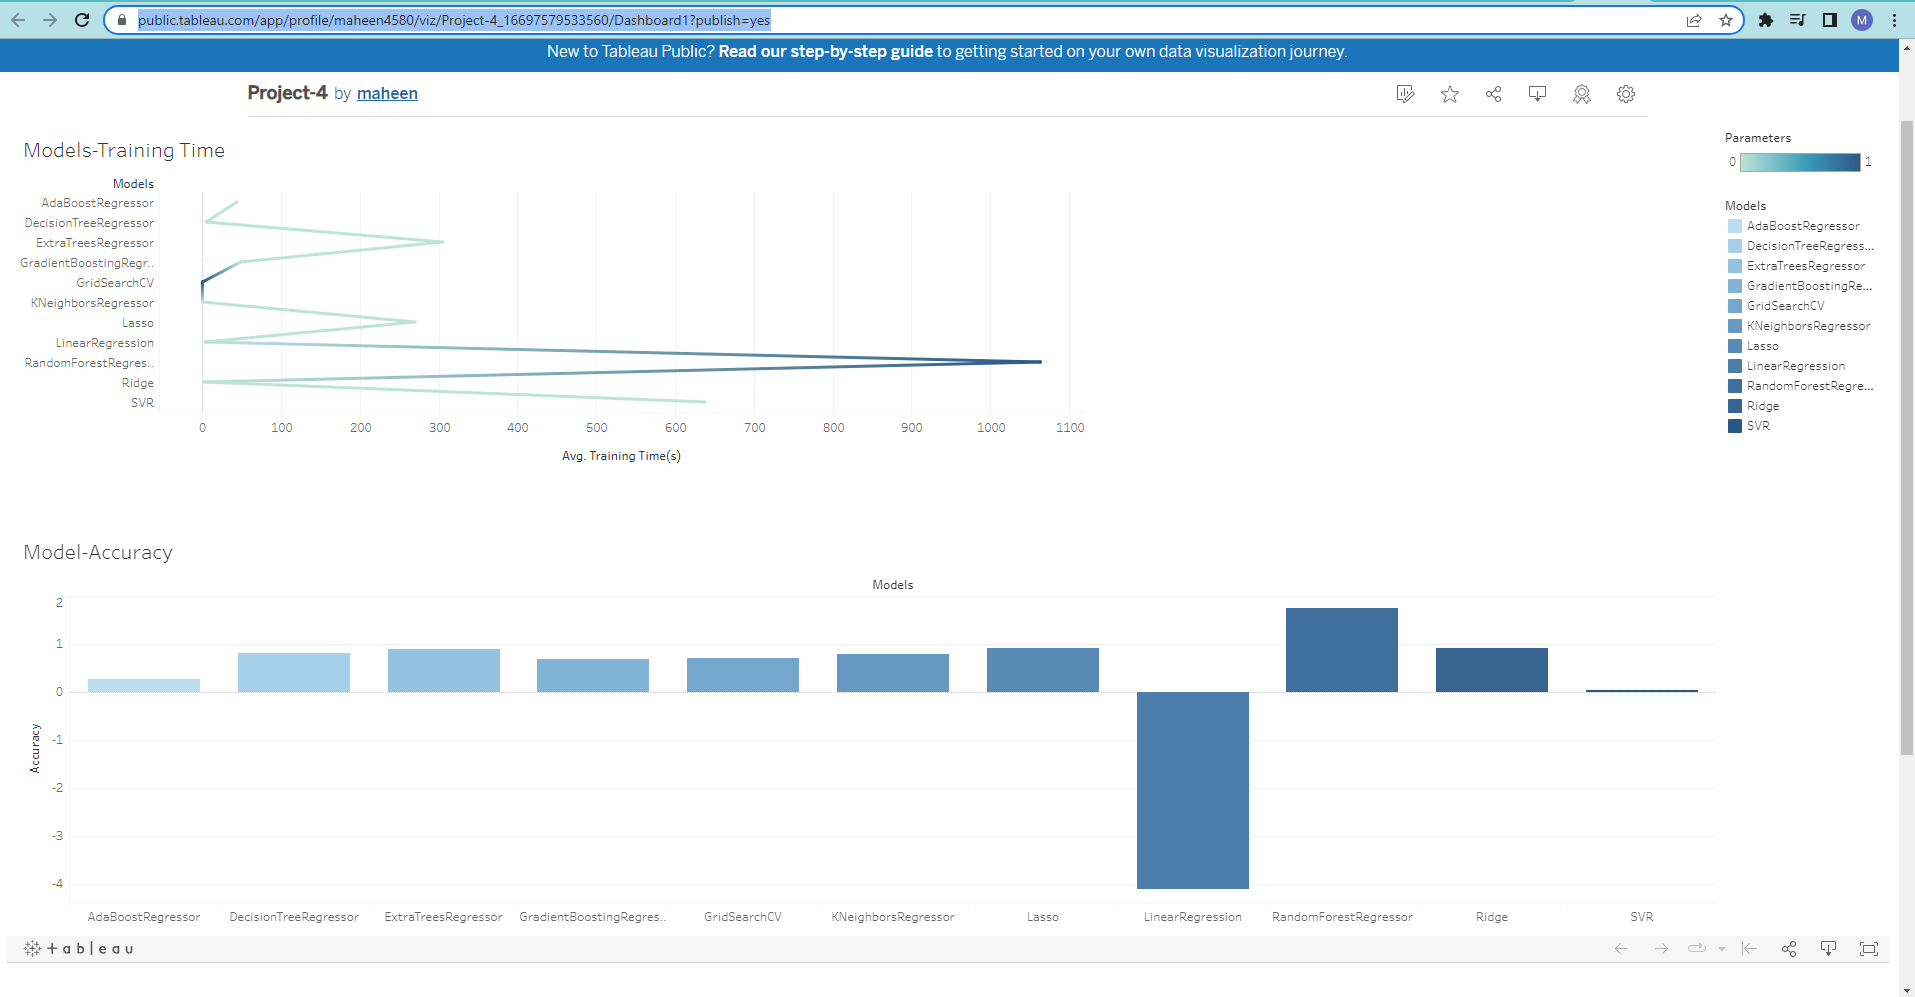 public.tableau.com/app/profile/maheen4580/viz/Project-4_16697579533560/Dashboard1?publish=yes
M
New to Tableau Public? Read our step-by-step guide to getting started on your own data visualization journey.
Project-4 by maheen
Models-Training Time
Models
AdaBoostRegressor
DecisionTreeRegressor
ExtraTreesRegressor
GradientBoostingRegr..
GridSearchCV
KNeighborsRegressor
Lasso
LinearRegression
RandomForestRegres..
Ridge
SVR
0 100 200 300 400 500 600 700 800 900 1000 1100
Avg. Training Time(s)
Parameters
0 1
Models
AdaBoostRegressor
DecisionTreeRegress...
ExtraTreesRegressor
GradientBoostingRe...
GridSearchCV
KNeighborsRegressor
Lasso
LinearRegression
RandomForestRegre...
Ridge
SVR
Model-Accuracy
Models
2
1
0
-1
-2
-3
-4
Accuracy
AdaBoostRegressor DecisionTreeRegressor ExtraTreesRegressor GradientBoostingRegres.. GridSearchCV KNeighborsRegressor Lasso LinearRegression RandomForestRegressor Ridge SVR
+ableau